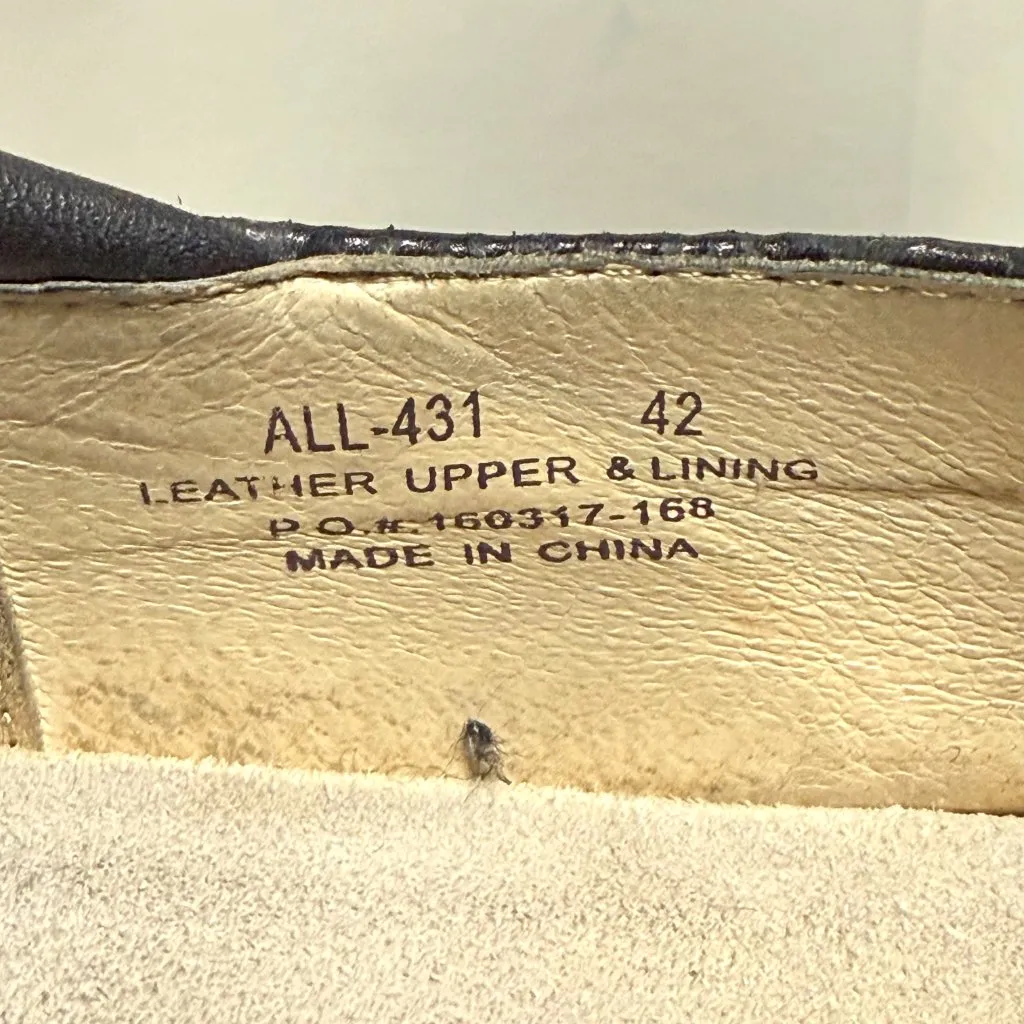 ALL-431 42
LEATHER UPPER & LINING
P.O.#.160317-168
MADE IN CHINA